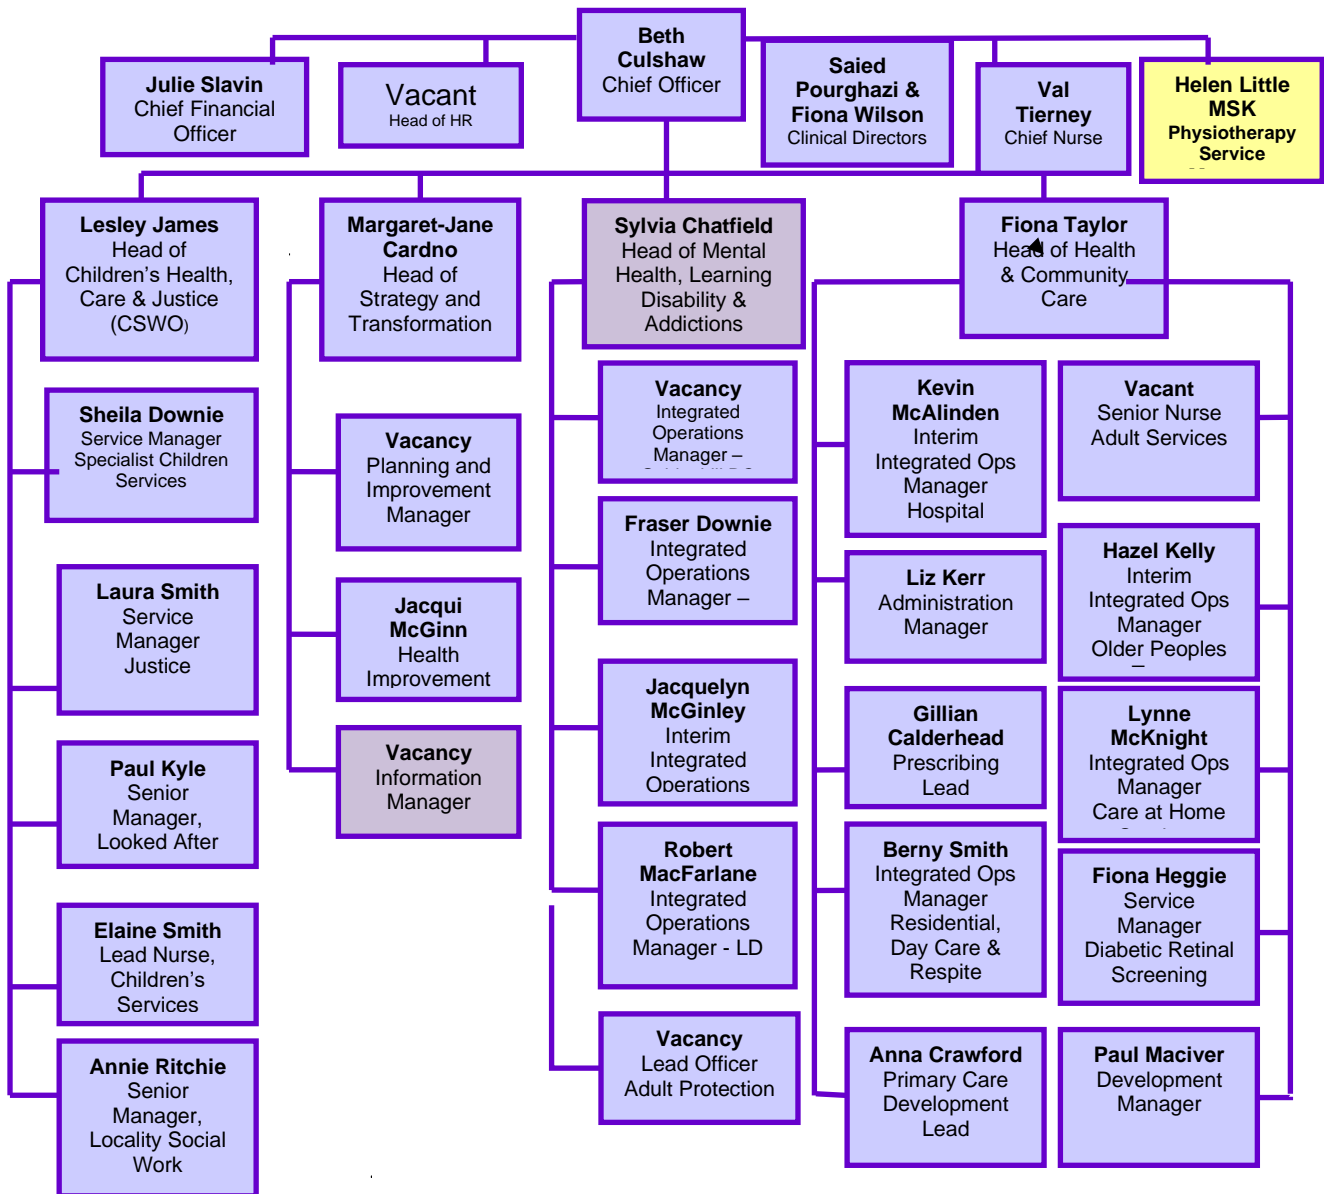 Beth
Culshaw
Chief Officer
Julie Slavin
Chief Financial
Officer
Vacant
Head of HR
Saied
Pourghazi &
Fiona Wilson
Clinical Directors
Val
Tierney
Chief Nurse
Helen Little
MSK
Physiotherapy
Service
Lesley James
Head of
Children’s Health,
Care & Justice
(CSWO)
Margaret-Jane
Cardno
Head of
Strategy and
Transformation
Sylvia Chatfield
Head of Mental
Health, Learning
Disability &
Addictions
Fiona Taylor
Head of Health
& Community
Care
Sheila Downie
Service Manager
Specialist Children
Services
Laura Smith
Service
Manager
Justice
Paul Kyle
Senior
Manager,
Looked After
Elaine Smith
Lead Nurse,
Children’s
Services
Annie Ritchie
Senior
Manager,
Locality Social
Work
Vacancy
Planning and
Improvement
Manager
Jacqui
McGinn
Health
Improvement
Vacancy
Information
Manager
Vacancy
Integrated
Operations
Manager –
Fraser Downie
Integrated
Operations
Manager –
Jacquelyn
McGinley
Interim
Integrated
Operations
Robert
MacFarlane
Integrated
Operations
Manager - LD
Vacancy
Lead Officer
Adult Protection
Kevin
McAlinden
Interim
Integrated Ops
Manager
Hospital
Liz Kerr
Administration
Manager
Gillian
Calderhead
Prescribing
Lead
Berny Smith
Integrated Ops
Manager
Residential,
Day Care &
Respite
Anna Crawford
Primary Care
Development
Lead
Vacant
Senior Nurse
Adult Services
Hazel Kelly
Interim
Integrated Ops
Manager
Older Peoples
Lynne
McKnight
Integrated Ops
Manager
Care at Home
Fiona Heggie
Service
Manager
Diabetic Retinal
Screening
Paul Maciver
Development
Manager